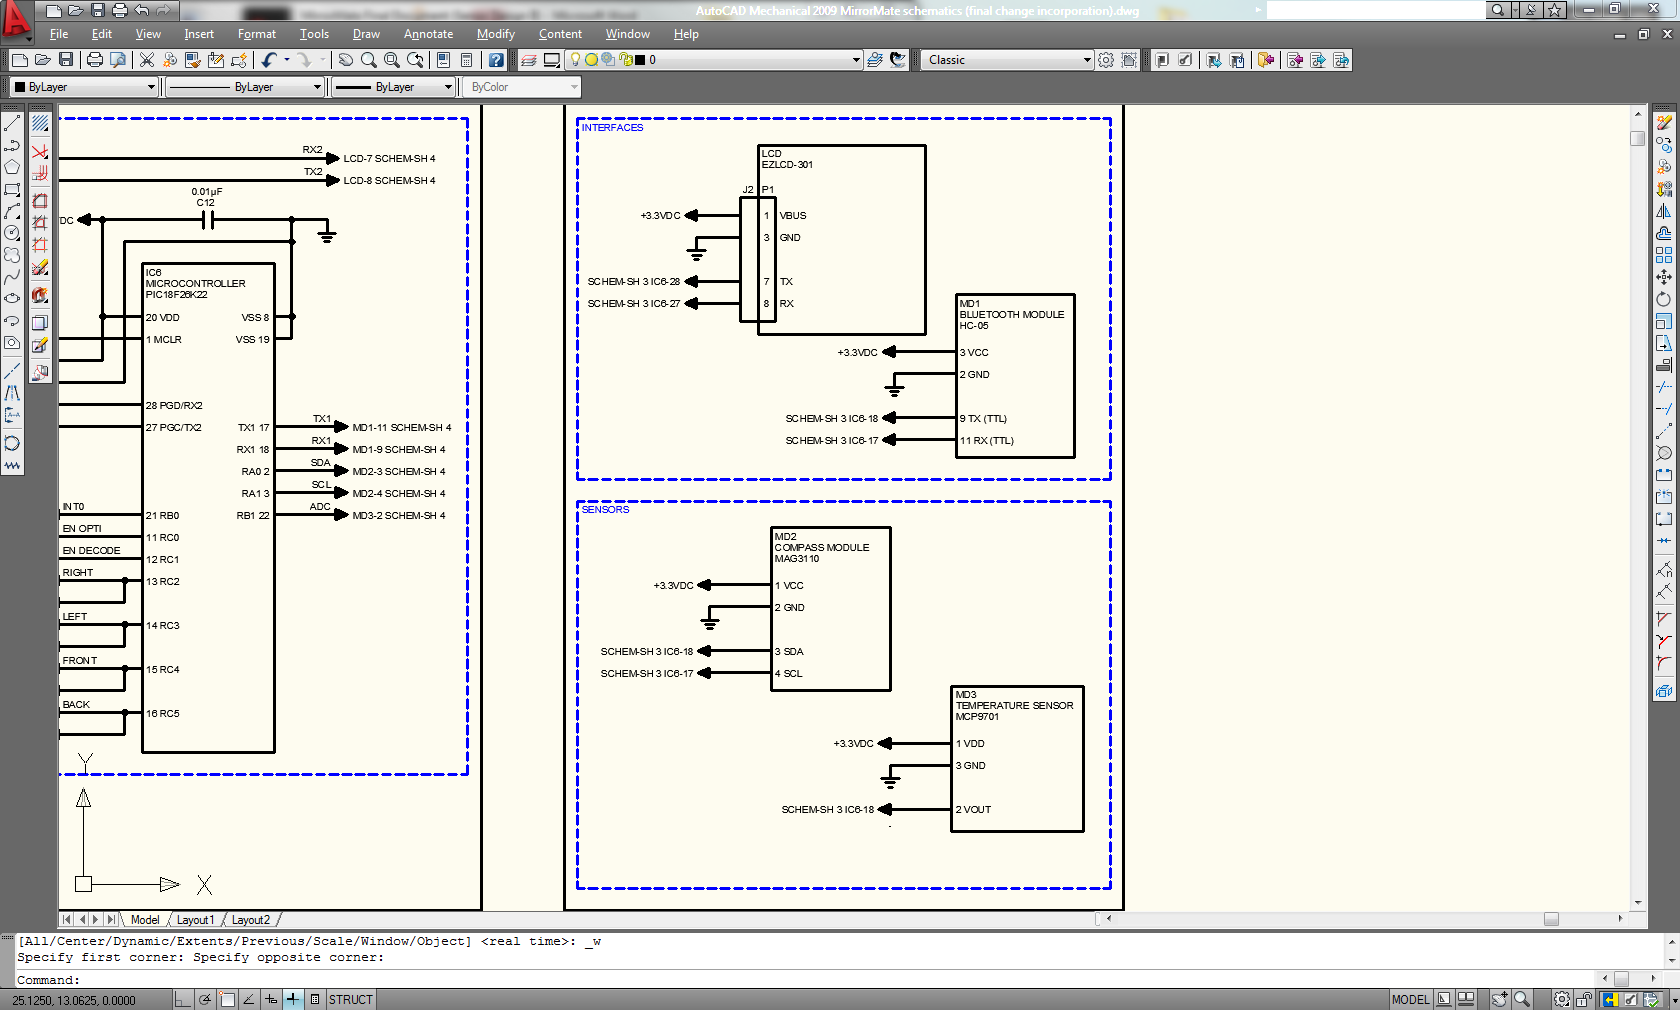 AutoCAD Mechanical 2009 MirrorMate schematics (final change incorporation).dwg
File Edit View Insert Format Tools Draw Annotate Modify Content Window Help
0
Classic
ByLayer
ByLayer
ByLayer
ByColor
RX2
LCD-7 SCHEM-SH 4
TX2
LCD-8 SCHEM-SH 4
0.01µF
C12
DC
IC6
MICROCONTROLLER
PIC18F26K22
20 VDD
VSS 8
1 MCLR
VSS 19
28 PGD/RX2
27 PGC/TX2
TX1 17
TX1
MD1-11 SCHEM-SH 4
RX1 18
RX1
MD1-9 SCHEM-SH 4
RA0 2
SDA
MD2-3 SCHEM-SH 4
RA1 3
SCL
MD2-4 SCHEM-SH 4
RB1 22
ADC
MD3-2 SCHEM-SH 4
INT0
21 RB0
EN OPTI
11 RC0
EN DECODE
12 RC1
RIGHT
13 RC2
LEFT
14 RC3
FRONT
15 RC4
BACK
16 RC5
Y
X
INTERFACES
LCD
EZLCD-301
J2 P1
+3.3VDC
1 VBUS
3 GND
SCHEM-SH 3 IC6-28
7 TX
SCHEM-SH 3 IC6-27
8 RX
MD1
BLUETOOTH MODULE
HC-05
+3.3VDC
3 VCC
2 GND
SCHEM-SH 3 IC6-18
9 TX (TTL)
SCHEM-SH 3 IC6-17
11 RX (TTL)
SENSORS
MD2
COMPASS MODULE
MAG3110
+3.3VDC
1 VCC
2 GND
SCHEM-SH 3 IC6-18
3 SDA
SCHEM-SH 3 IC6-17
4 SCL
MD3
TEMPERATURE SENSOR
MCP9701
+3.3VDC
1 VDD
3 GND
SCHEM-SH 3 IC6-18
2 VOUT
Model Layout1 Layout2
[All/Center/Dynamic/Extents/Previous/Scale/Window/Object] <real time>: _w
Specify first corner: Specify opposite corner:
Command:
25.1250, 13.0625, 0.0000
STRUCT
MODEL